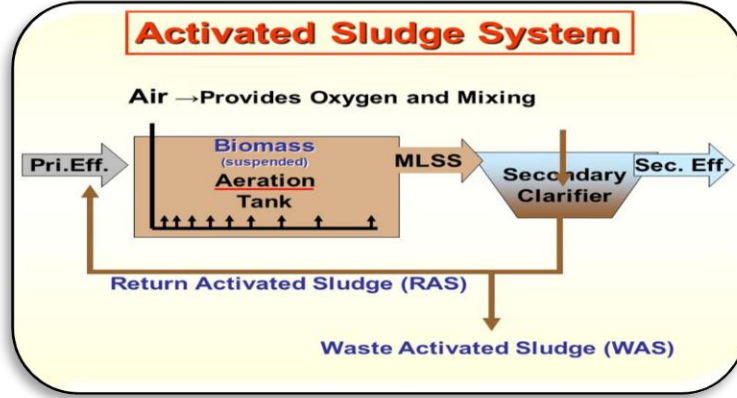 Activated Sludge System
Air →Provides Oxygen and Mixing
Pri.Eff.
Biomass
(suspended)
Aeration
Tank
MLSS
Secondary
Clarifier
Sec. Eff.
Return Activated Sludge (RAS)
Waste Activated Sludge (WAS)